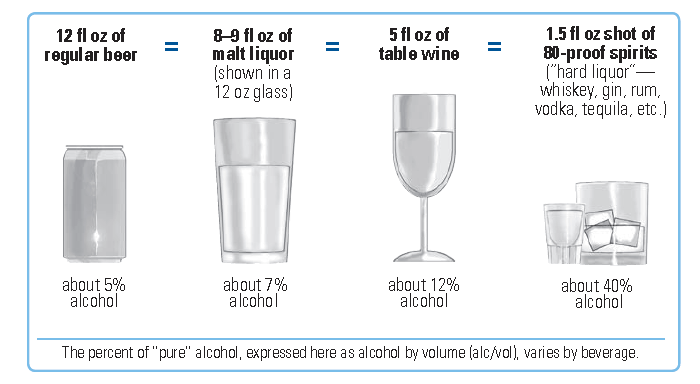 12 fl oz of
regular beer
=
8–9 fl oz of
malt liquor
(shown in a
12 oz glass)
=
5 fl oz of
table wine
=
1.5 fl oz shot of
80-proof spirits
("hard liquor"—
whiskey, gin, rum,
vodka, tequila, etc.)
about 5%
alcohol
about 7%
alcohol
about 12%
alcohol
about 40%
alcohol
The percent of "pure" alcohol, expressed here as alcohol by volume (alc/vol), varies by beverage.